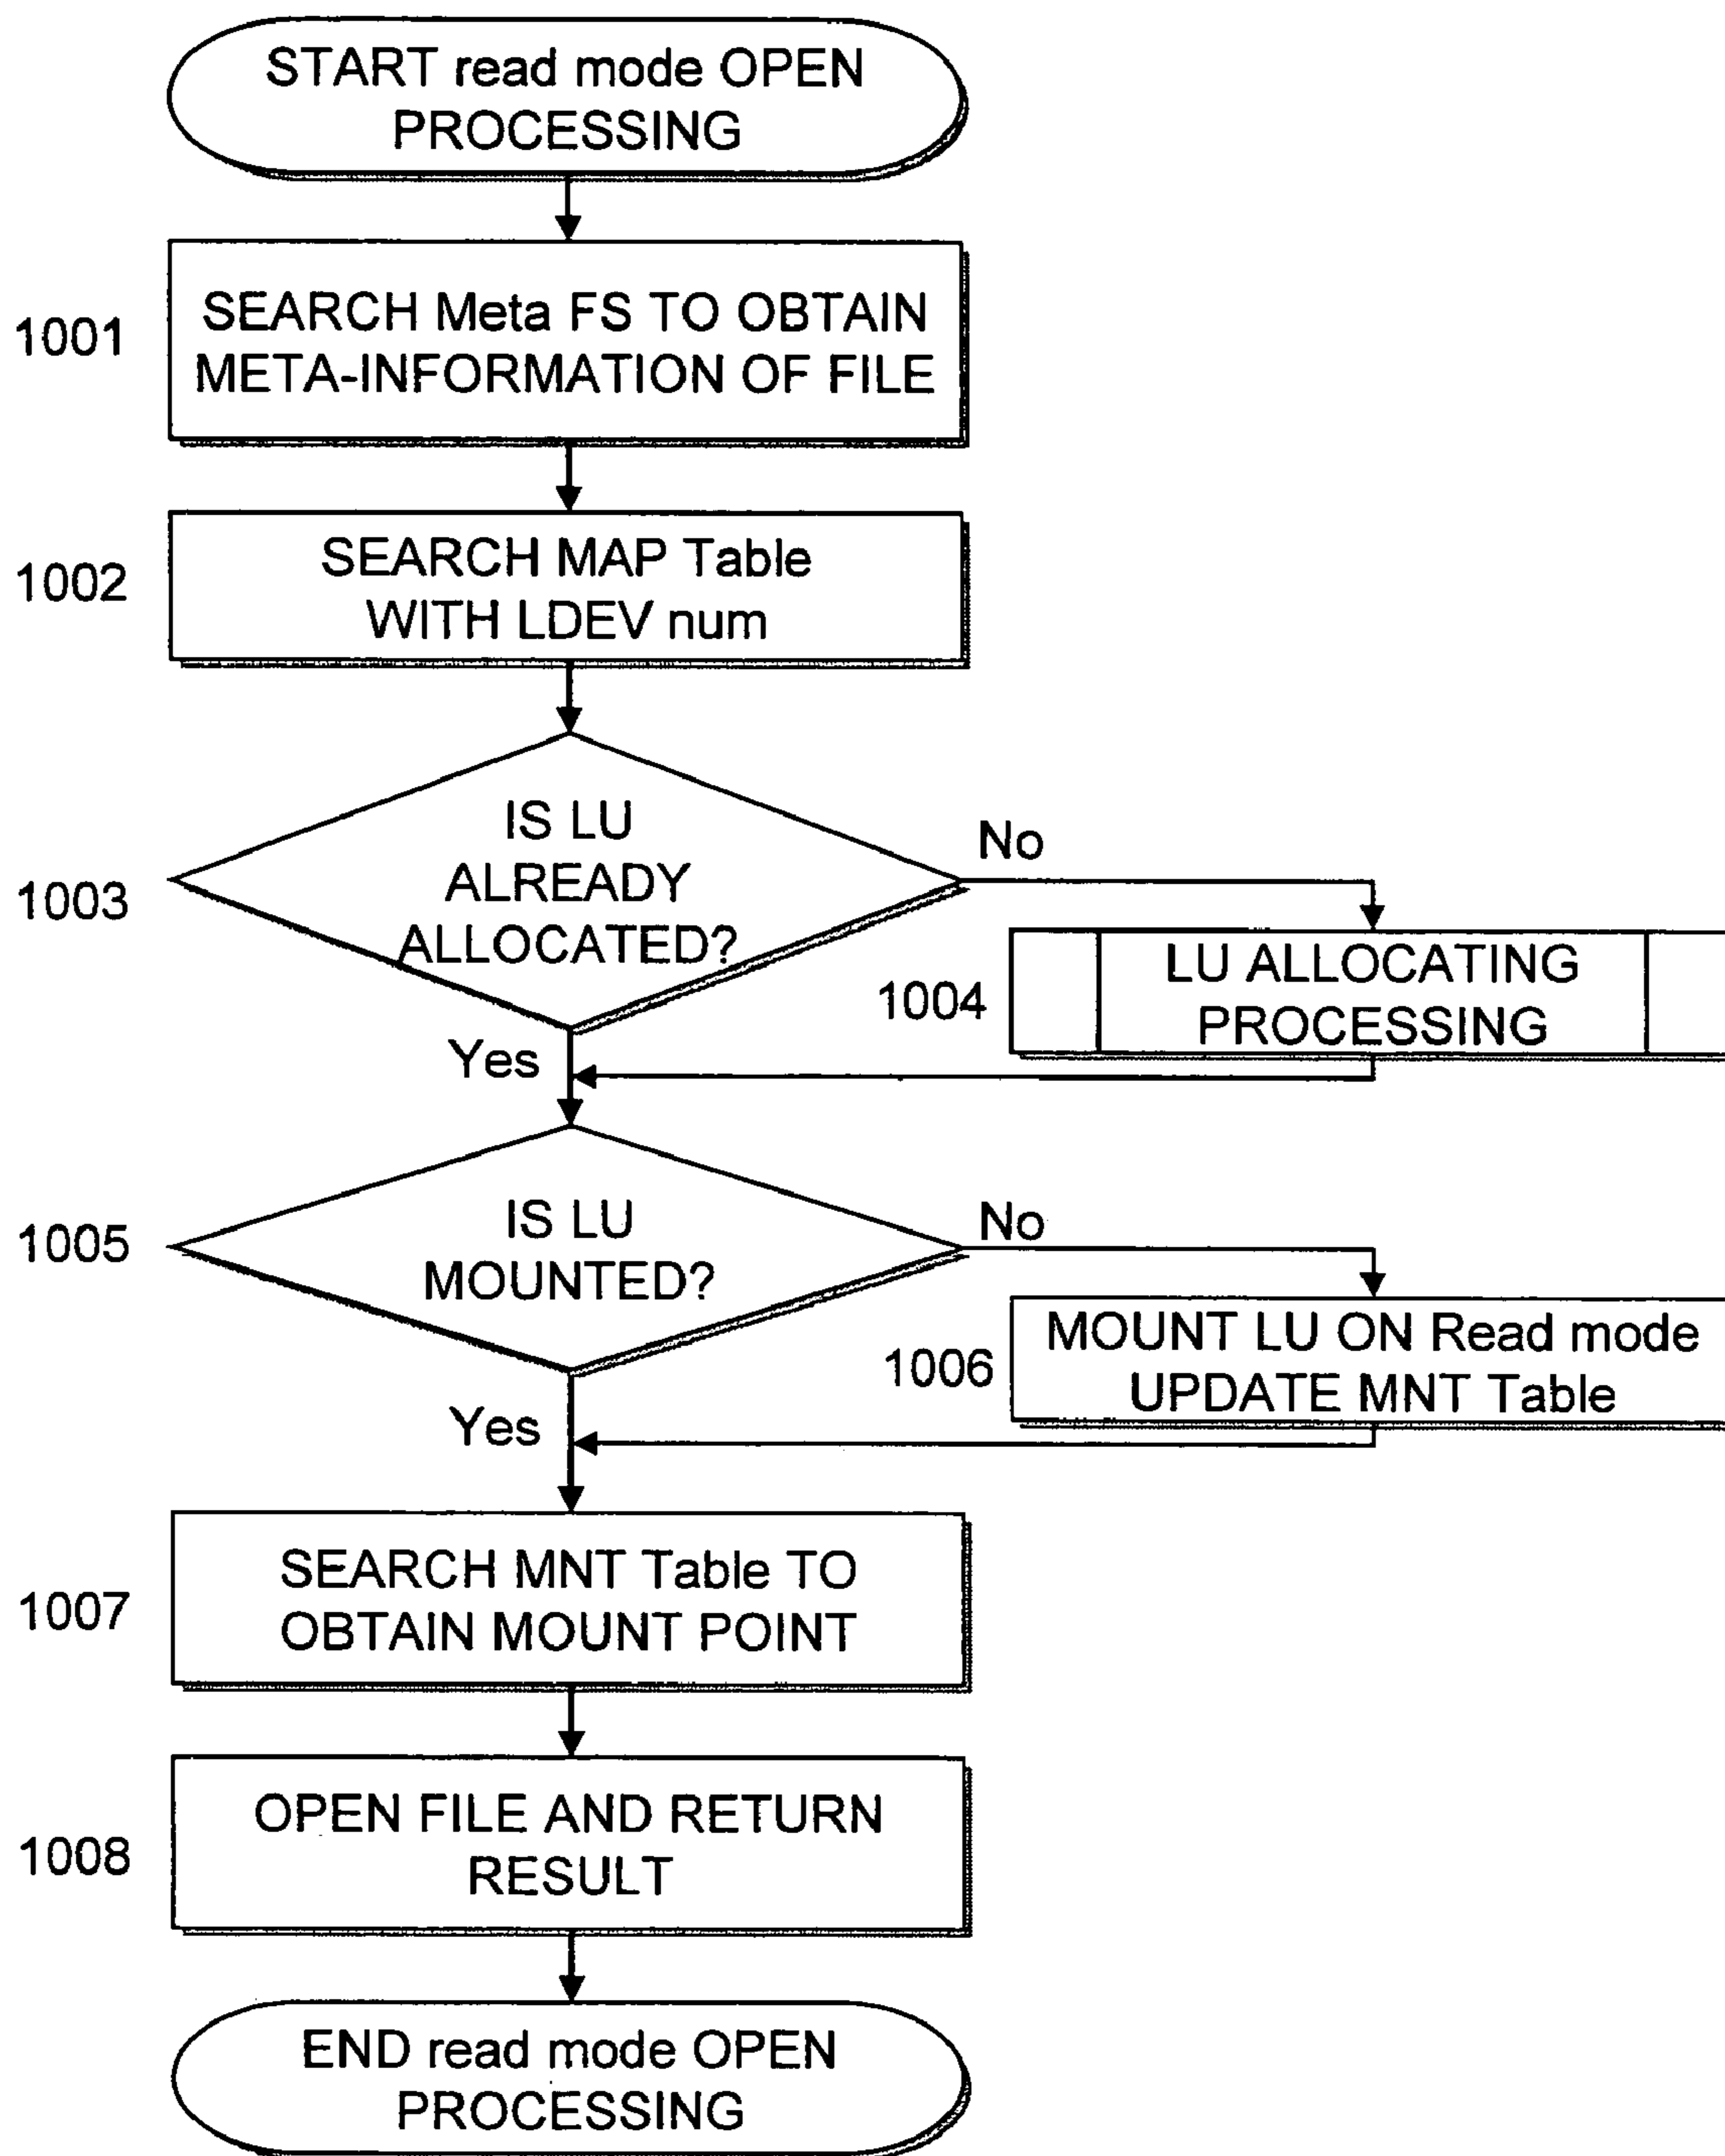 START read mode OPEN
PROCESSING
1001
SEARCH Meta FS TO OBTAIN
META-INFORMATION OF FILE
1002
SEARCH MAP Table
WITH LDEV num
1003
IS LU
ALREADY
ALLOCATED?
No
1004
LU ALLOCATING
PROCESSING
Yes
1005
IS LU
MOUNTED?
No
1006
MOUNT LU ON Read mode
UPDATE MNT Table
Yes
1007
SEARCH MNT Table TO
OBTAIN MOUNT POINT
1008
OPEN FILE AND RETURN
RESULT
END read mode OPEN
PROCESSING